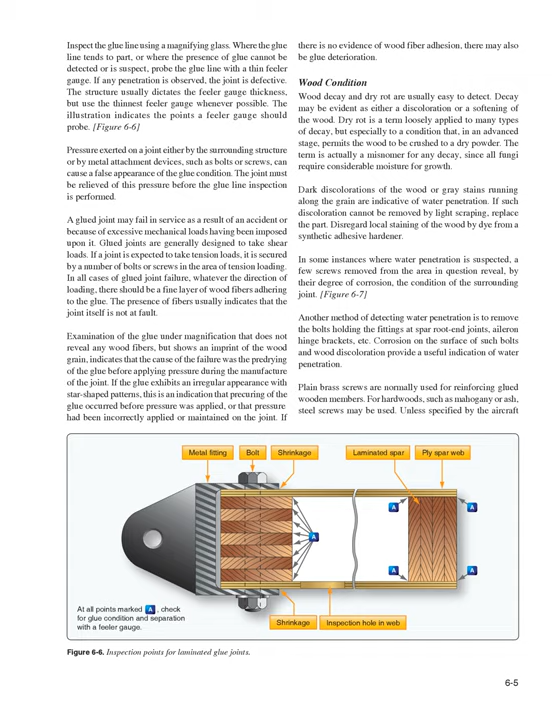 Inspect the glue line using a magnifying glass. Where the glue
line tends to part, or where the presence of glue cannot be
detected or is suspect, probe the glue line with a thin feeler
gauge. If any penetration is observed, the joint is defective.
The structure usually dictates the feeler gauge thickness,
but use the thinnest feeler gauge whenever possible. The
illustration indicates the points a feeler gauge should
probe. [Figure 6-6]
Pressure exerted on a joint either by the surrounding structure
or by metal attachment devices, such as bolts or screws, can
cause a false appearance of the glue condition. The joint must
be relieved of this pressure before the glue line inspection
is performed.
A glued joint may fail in service as a result of an accident or
because of excessive mechanical loads having been imposed
upon it. Glued joints are generally designed to take shear
loads. If a joint is expected to take tension loads, it is secured
by a number of bolts or screws in the area of tension loading.
In all cases of glued joint failure, whatever the direction of
loading, there should be a fine layer of wood fibers adhering
to the glue. The presence of fibers usually indicates that the
joint itself is not at fault.
Examination of the glue under magnification that does not
reveal any wood fibers, but shows an imprint of the wood
grain, indicates that the cause of the failure was the predrying
of the glue before applying pressure during the manufacture
of the joint. If the glue exhibits an irregular appearance with
star-shaped patterns, this is an indication that precuring of the
glue occurred before pressure was applied, or that pressure
had been incorrectly applied or maintained on the joint. If
there is no evidence of wood fiber adhesion, there may also
be glue deterioration.
Wood Condition
Wood decay and dry rot are usually easy to detect. Decay
may be evident as either a discoloration or a softening of
the wood. Dry rot is a term loosely applied to many types
of decay, but especially to a condition that, in an advanced
stage, permits the wood to be crushed to a dry powder. The
term is actually a misnomer for any decay, since all fungi
require considerable moisture for growth.
Dark discolorations of the wood or gray stains running
along the grain are indicative of water penetration. If such
discoloration cannot be removed by light scraping, replace
the part. Disregard local staining of the wood by dye from a
synthetic adhesive hardener.
In some instances where water penetration is suspected, a
few screws removed from the area in question reveal, by
their degree of corrosion, the condition of the surrounding
joint. [Figure 6-7]
Another method of detecting water penetration is to remove
the bolts holding the fittings at spar root-end joints, aileron
hinge brackets, etc. Corrosion on the surface of such bolts
and wood discoloration provide a useful indication of water
penetration.
Plain brass screws are normally used for reinforcing glued
wooden members. For hardwoods, such as mahogany or ash,
steel screws may be used. Unless specified by the aircraft
Metal fitting
Bolt
Shrinkage
Laminated spar
Ply spar web
A
A
A
A
A
At all points marked A , check
for glue condition and separation
with a feeler gauge.
Shrinkage
Inspection hole in web
Figure 6-6. Inspection points for laminated glue joints.
6-5